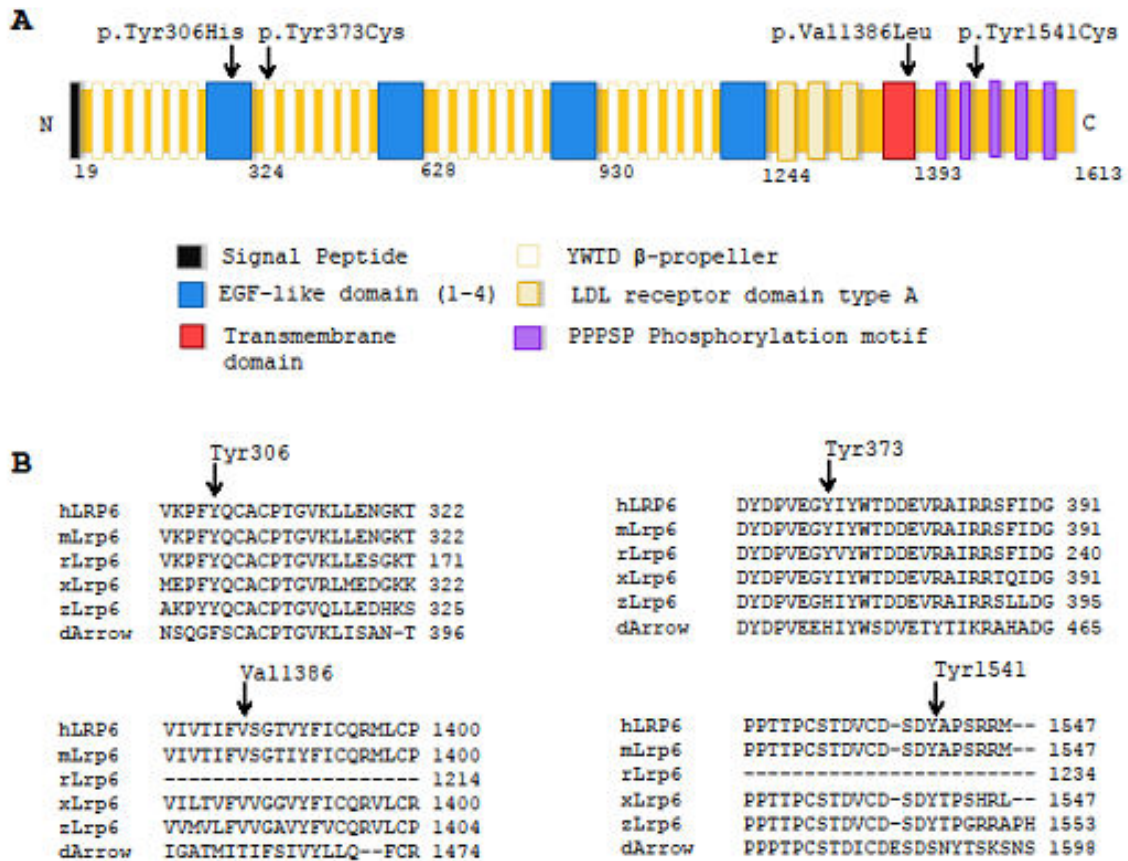 A
p.Tyr306His p.Tyr373Cys p.Val1386Leu p.Tyr1541Cys
N C
19 324 628 930 1244 1393 1613
Signal Peptide YWTD β-propeller
EGF-like domain (1-4) LDL receptor domain type A
Transmembrane domain PPPSP Phosphorylation motif
B
Tyr306
hLRP6 VKPFYQCACPTGVKLLENGKT 322
mLrp6 VKPFYQCACPTGVKLLENGKT 322
rLrp6 VKPFYQCACPTGVKLLESGKT 171
xLrp6 MEPFYQCACPTGVRLMEDGKK 322
zLrp6 AKPYYQCACPTGVQLLEDHKS 325
dArrow NSQGFSCACPTGVKLISAN-T 396
Tyr373
hLRP6 DYDPVEGYIYWTDDEVRAIRRSFIDG 391
mLrp6 DYDPVEGYIYWTDDEVRAIRRSFIDG 391
rLrp6 DYDPVEGYVYWTDDEVRAIRRSFIDG 240
xLrp6 DYDPVEGYIYWTDDEVRAIRRTQIDG 391
zLrp6 DYDPVEGHIYWTDDEVRAIRRSLLDG 395
dArrow DYDPVEEHIYWSDVETYTIKRAHADG 465
Val1386
hLRP6 VIVTIFVSGTVYFICQRMLCP 1400
mLrp6 VIVTIFVSGTIYFICQRMLCP 1400
rLrp6 --------------------- 1214
xLrp6 VILTVFVVGGVYFICQRVLCR 1400
zLrp6 VVMVLFVVGAVYFVCQRVLCP 1404
dArrow IGATMITIFSIVYLLQ--FCR 1474
Tyr1541
hLRP6 PPTTPCSTDVCD-SDYAPSRRM-- 1547
mLrp6 PPTTPCSTDVCD-SDYAPSRRM-- 1547
rLrp6 ------------------------ 1234
xLrp6 PPTTPCSTDVCD-SDYTPSHRL-- 1547
zLrp6 PPTTPCSTDVCD-SDYTPGRRAPH 1553
dArrow PPPTPCSTDICDESDSNYTSKSNS 1598